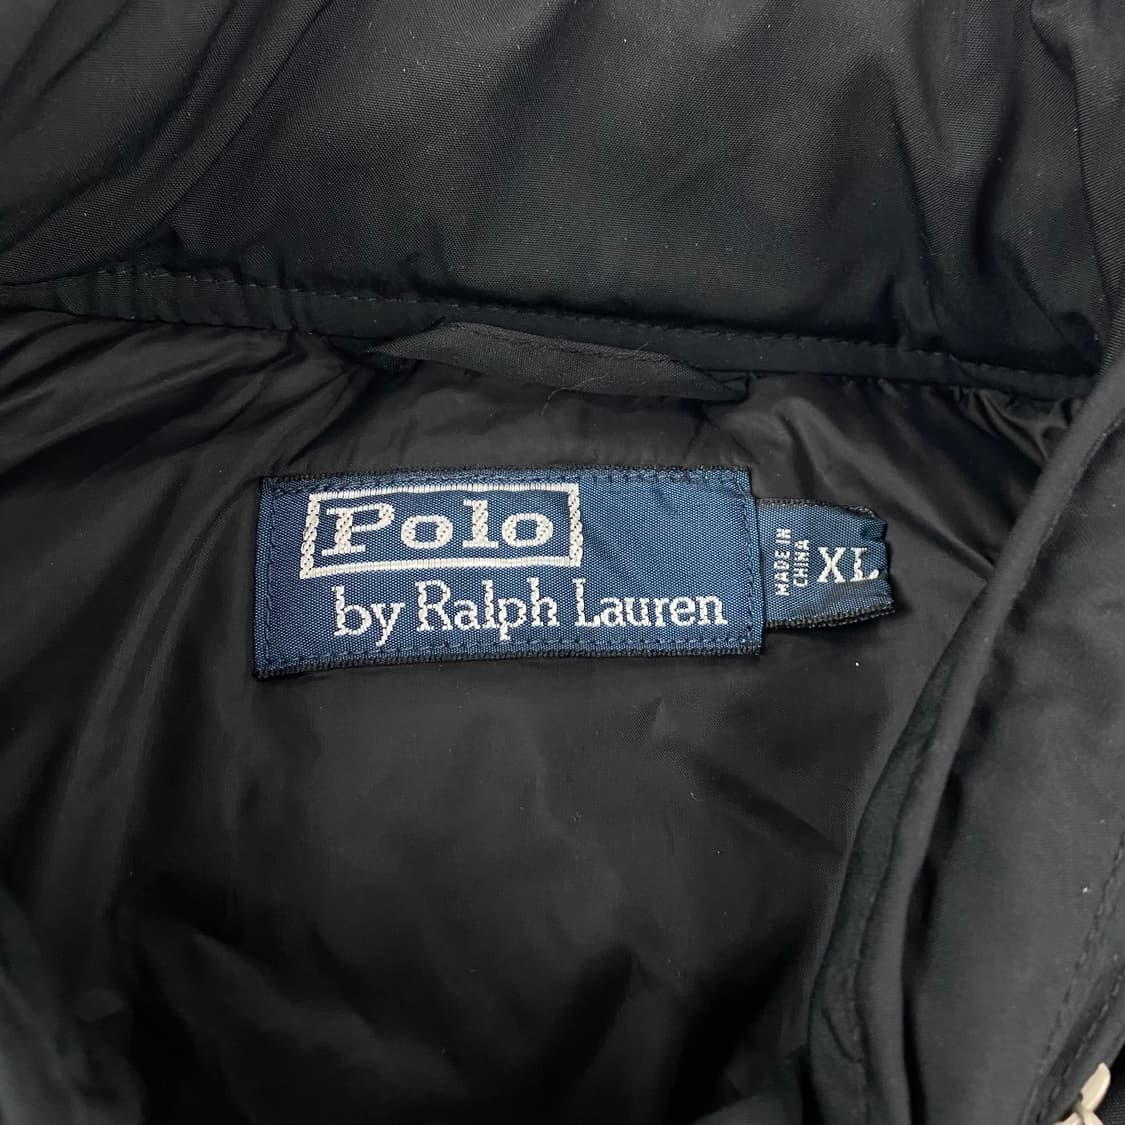 Polo
by Ralph Lauren
MADE IN
CHINA
XL